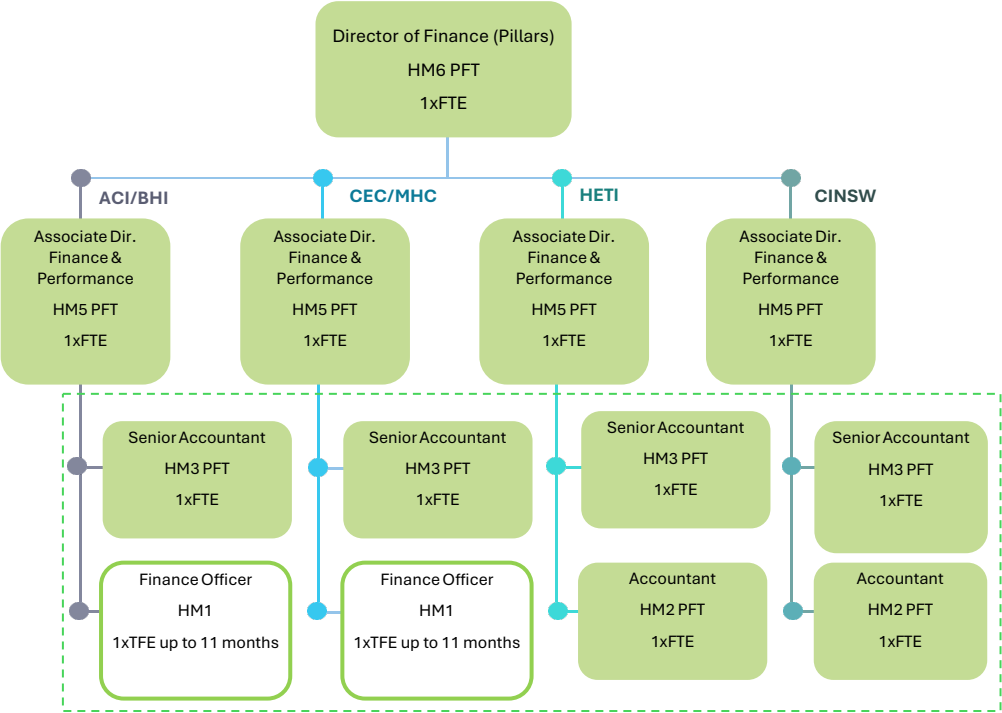 Director of Finance (Pillars)
HM6 PFT
1xFTE
ACI/BHI
CEC/MHC
HETI
CINSW
Associate Dir.
Finance &
Performance
HM5 PFT
1xFTE
Associate Dir.
Finance &
Performance
HM5 PFT
1xFTE
Associate Dir.
Finance &
Performance
HM5 PFT
1xFTE
Associate Dir.
Finance &
Performance
HM5 PFT
1xFTE
Senior Accountant
HM3 PFT
1xFTE
Senior Accountant
HM3 PFT
1xFTE
Senior Accountant
HM3 PFT
1xFTE
Senior Accountant
HM3 PFT
1xFTE
Finance Officer
HM1
1xTFE up to 11 months
Finance Officer
HM1
1xTFE up to 11 months
Accountant
HM2 PFT
1xFTE
Accountant
HM2 PFT
1xFTE